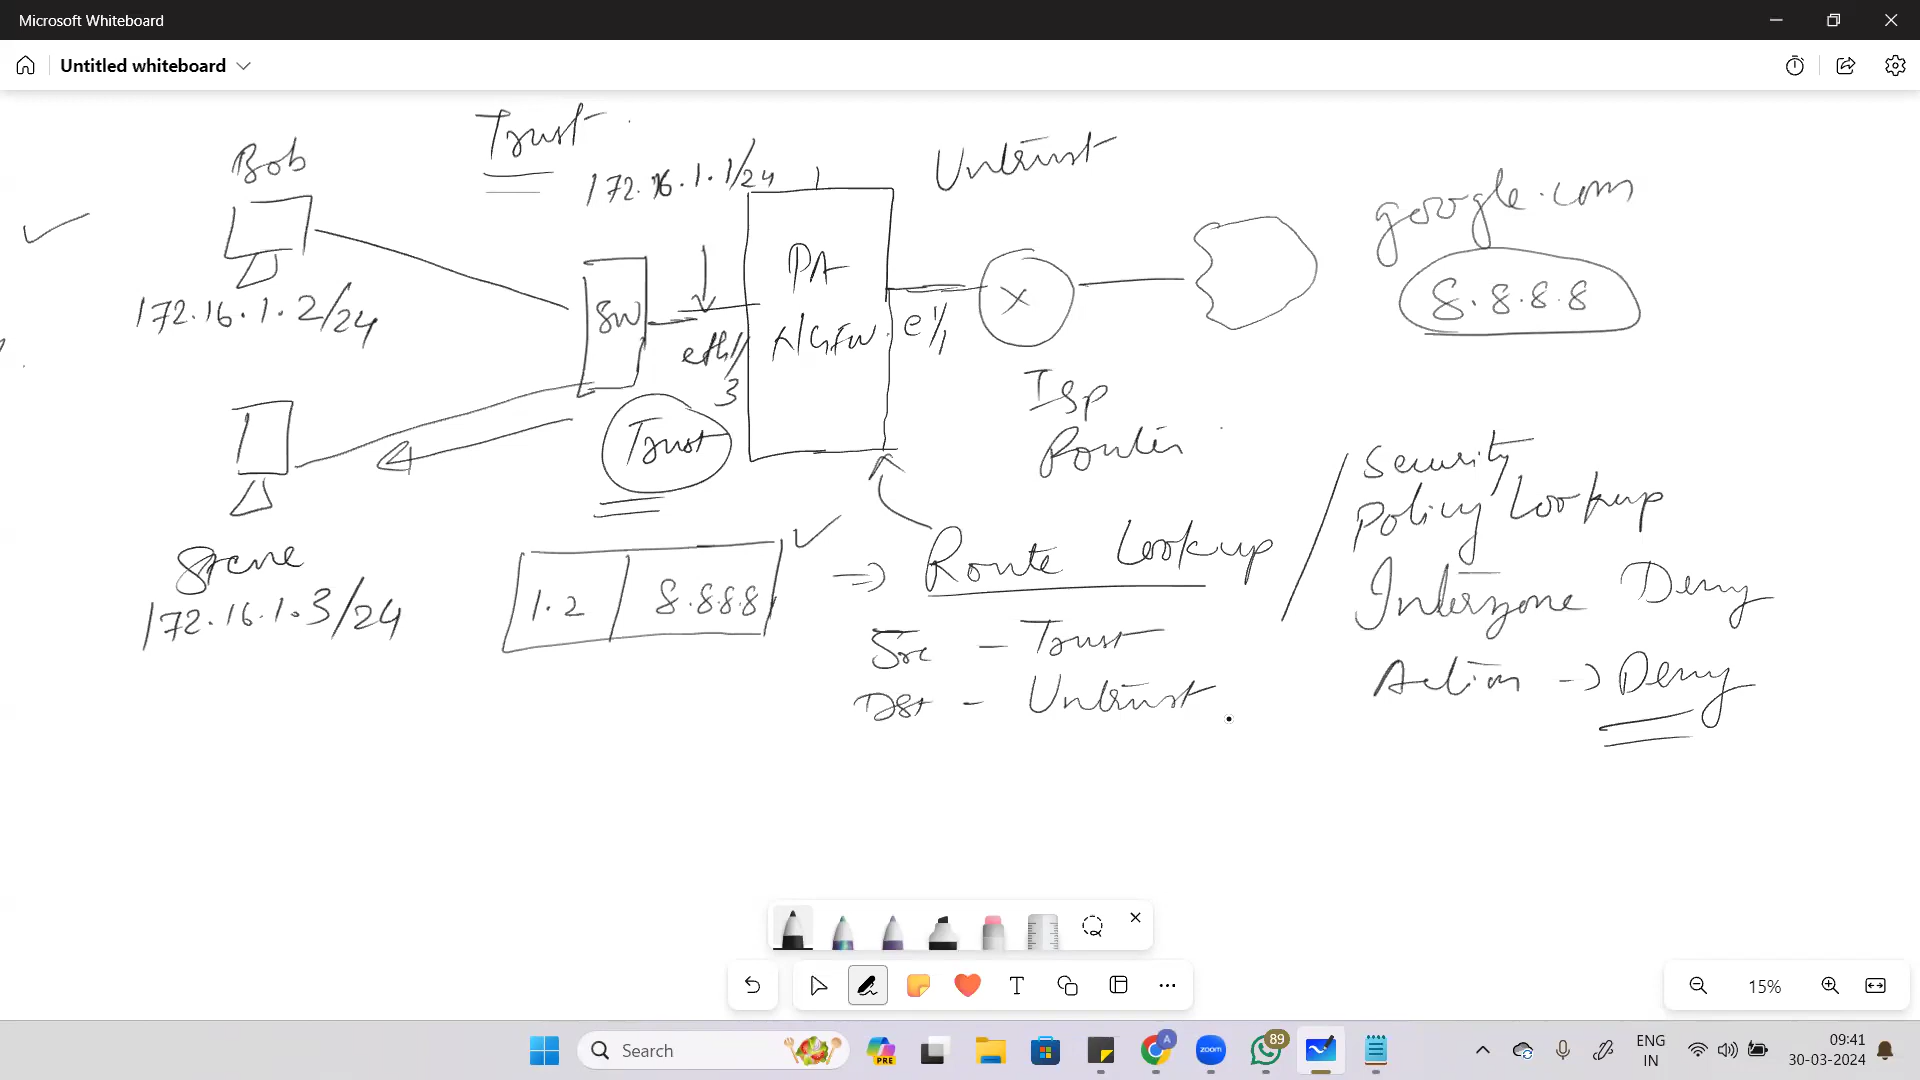 Microsoft Whiteboard
Untitled whiteboard
Trust
Bob
172.16.1.1/24
Untrust
google.com
PA
8.8.8.8
172.16.1.2/24
SW
NGFW
e1/1
eth1/
3
ISP
Router
Trust
Security
Policy Lookup
Route Lookup
Interzone Deny
Steve
172.16.1.3/24
1.2
8.8.8.8
Src - Trust
Dst - Untrust
Action -> Deny
15%
Search
PRE
A
zoom
89
ENG
IN
09:41
30-03-2024